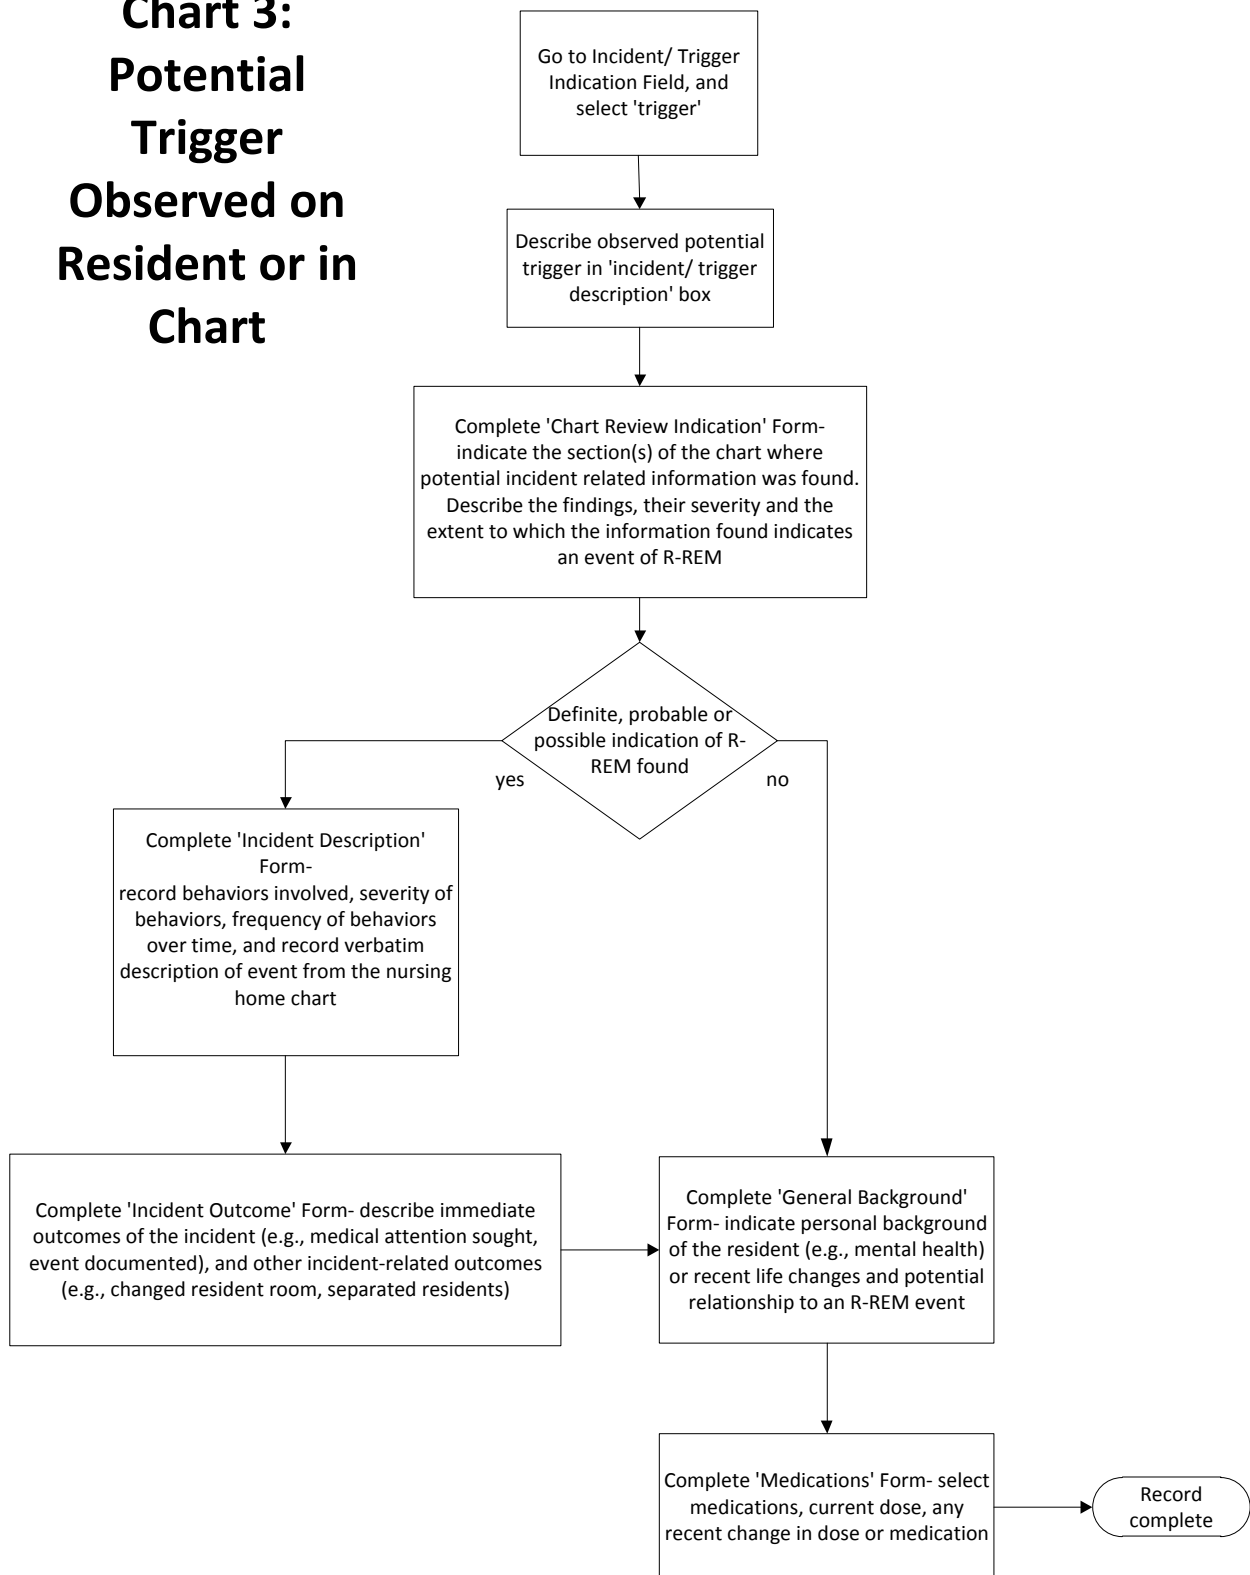 Chart 3:
Potential
Trigger
Observed on
Resident or in
Chart
Go to Incident/ Trigger
Indication Field, and
select 'trigger'
Describe observed potential
trigger in 'incident/ trigger
description' box
Complete 'Chart Review Indication' Form-
indicate the section(s) of the chart where
potential incident related information was found.
Describe the findings, their severity and the
extent to which the information found indicates
an event of R-REM
Definite, probable or
possible indication of R-
REM found
yes
no
Complete 'Incident Description'
Form-
record behaviors involved, severity of
behaviors, frequency of behaviors
over time, and record verbatim
description of event from the nursing
home chart
Complete 'Incident Outcome' Form- describe immediate
outcomes of the incident (e.g., medical attention sought,
event documented), and other incident-related outcomes
(e.g., changed resident room, separated residents)
Complete 'General Background'
Form- indicate personal background
of the resident (e.g., mental health)
or recent life changes and potential
relationship to an R-REM event
Complete 'Medications' Form- select
medications, current dose, any
recent change in dose or medication
Record
complete